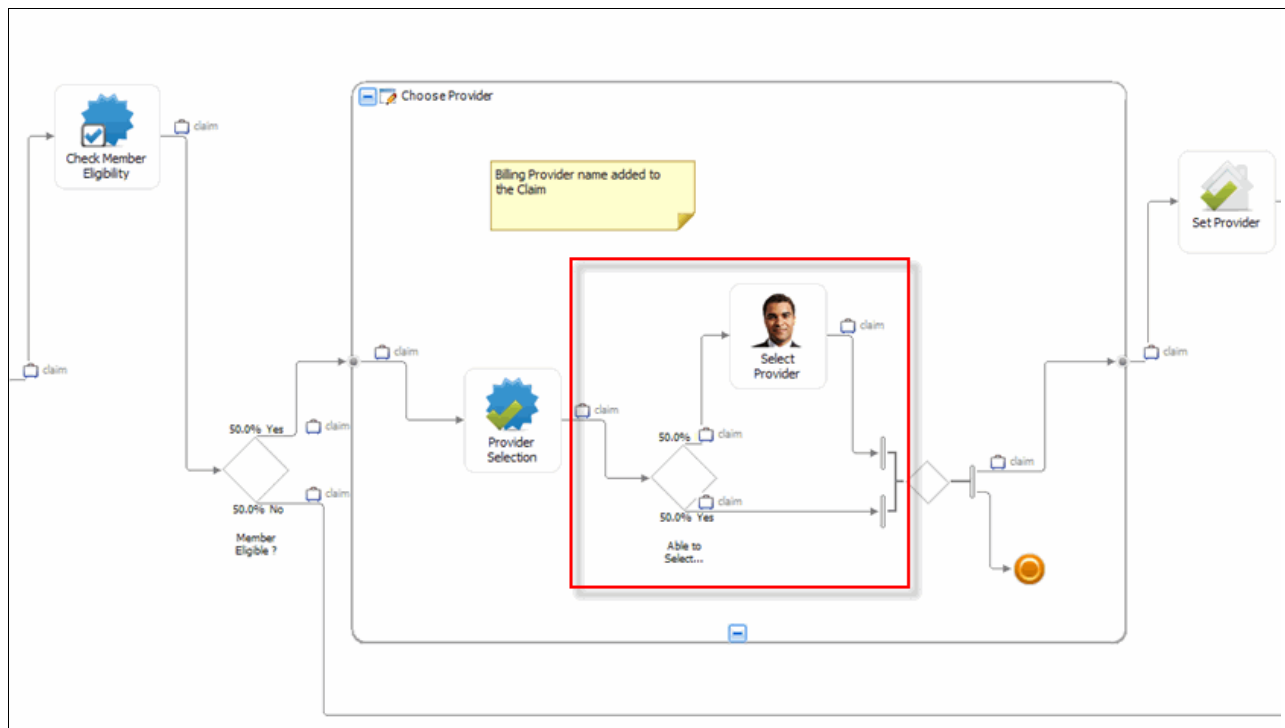 Choose Provider
claim
Check Member
Eligibility
Billing Provider name added to
the Claim
Set Provider
claim
Select
Provider
claim
claim
claim
claim
50.0% Yes
claim
Provider
Selection
claim
50.0%
claim
claim
claim
50.0% No
claim
50.0% Yes
Member
Eligible ?
Able to
Select...